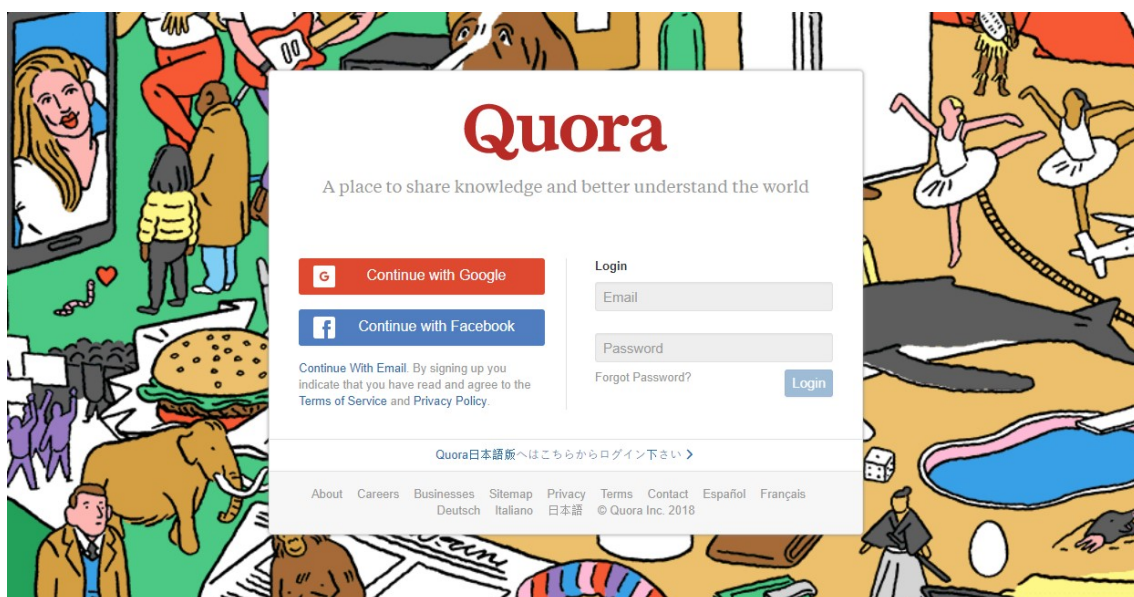 Quora
A place to share knowledge and better understand the world
G Continue with Google
f Continue with Facebook
Continue With Email. By signing up you
indicate that you have read and agree to the
Terms of Service and Privacy Policy.
Login
Email
Password
Forgot Password?
Login
Quora日本語版へはこちらからログイン下さい
About Careers Businesses Sitemap Privacy Terms Contact Español Français
Deutsch Italiano 日本語 © Quora Inc. 2018